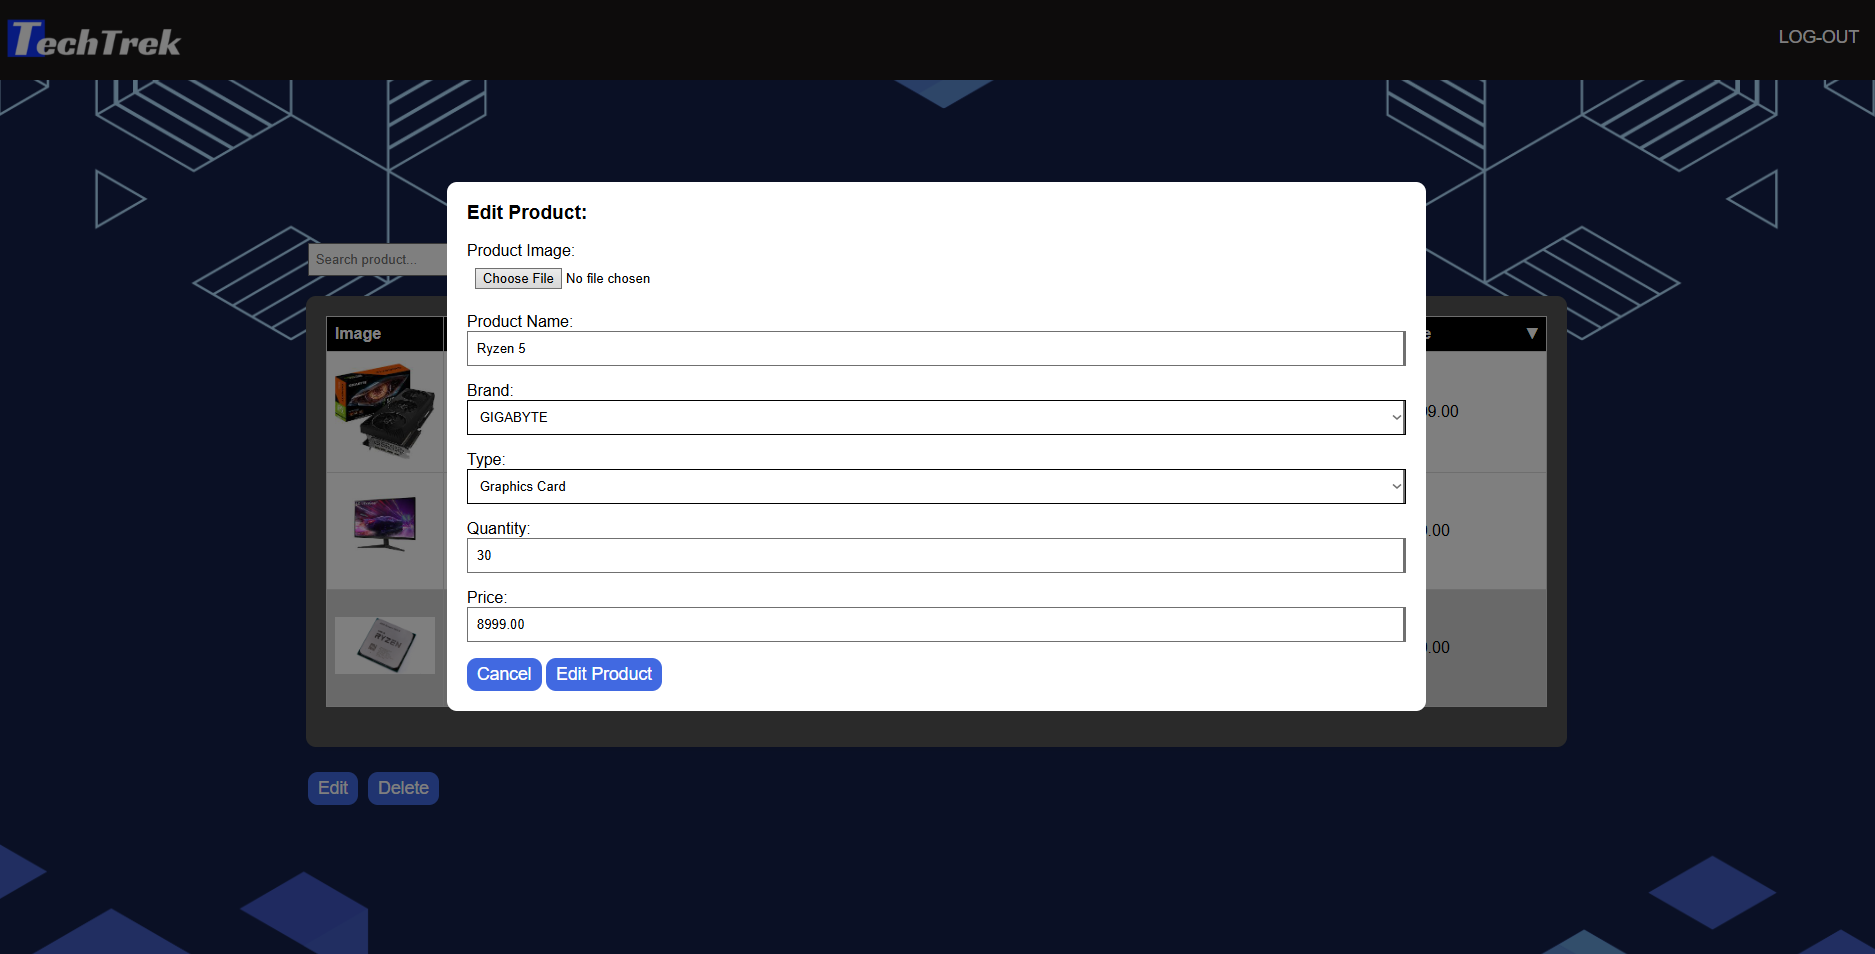 TechTrek
LOG-OUT
Edit Product:
Product Image:
Choose File No file chosen
Search product...
Product Name:
Image
▼
Ryzen 5
Brand:
GIGABYTE
9.00
Type:
Graphics Card
Quantity:
.00
30
Price:
8999.00
RYZEN
.00
Cancel Edit Product
Edit Delete